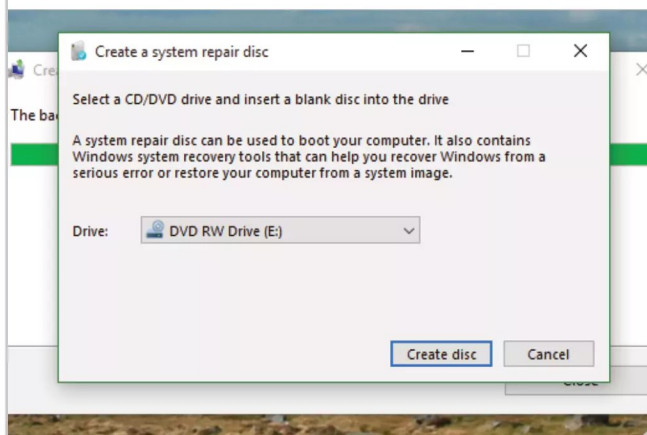 Create a system repair disc
Cre
Select a CD/DVD drive and insert a blank disc into the drive
The ba
A system repair disc can be used to boot your computer. It also contains
Windows system recovery tools that can help you recover Windows from a
serious error or restore your computer from a system image.
Drive: DVD RW Drive (E:)
Create disc Cancel
Close